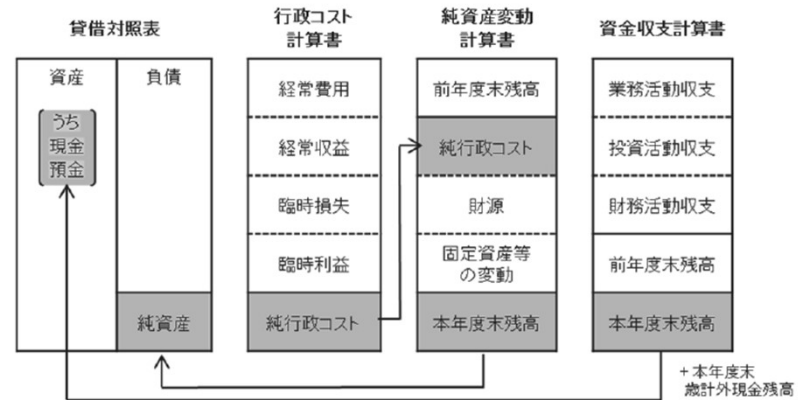 貸借対照表
資産
うち
現金
預金
負債
純資産
行政コスト
計算書
経常費用
経常収益
臨時損失
臨時利益
純行政コスト
純資産変動
計算書
前年度末残高
純行政コスト
財源
固定資産等
の変動
本年度末残高
資金収支計算書
業務活動収支
投資活動収支
財務活動収支
前年度末残高
本年度末残高
+本年度末
歳計外現金残高